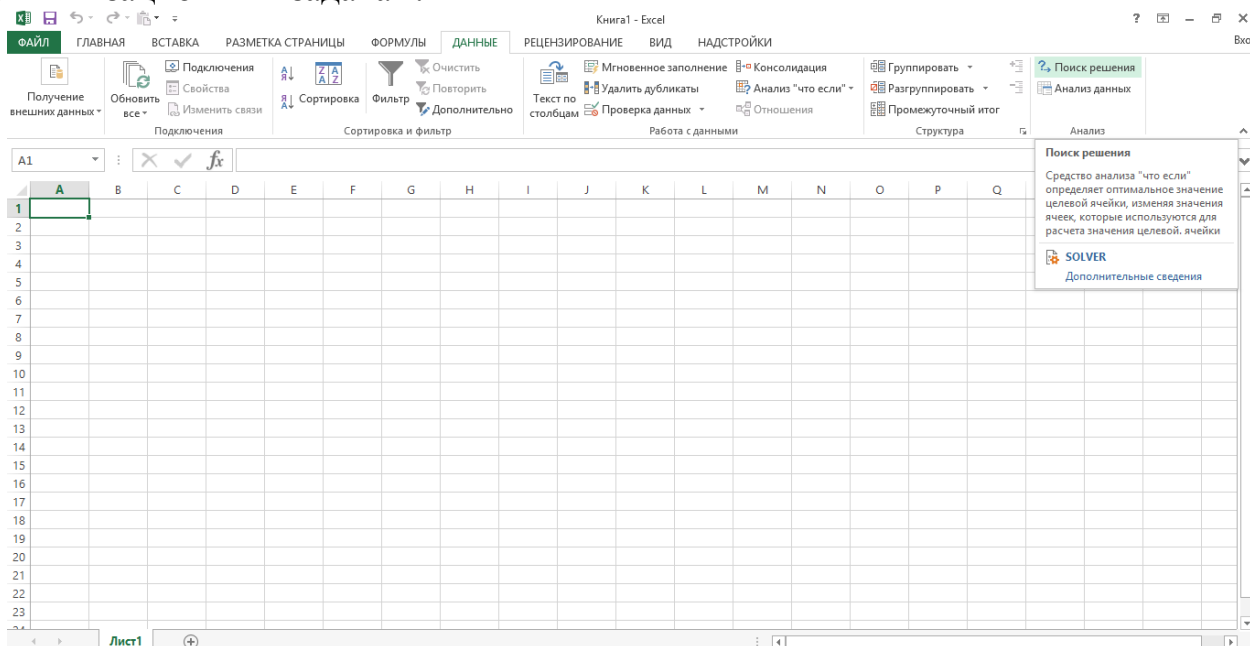 Книга1 - Excel
ФАЙЛ ГЛАВНАЯ ВСТАВКА РАЗМЕТКА СТРАНИЦЫ ФОРМУЛЫ ДАННЫЕ РЕЦЕНЗИРОВАНИЕ ВИД НАДСТРОЙКИ Вхо
Получение внешних данных
Обновить все
Подключения
Свойства
Изменить связи
Подключения
Сортировка
Фильтр
Очистить
Повторить
Дополнительно
Сортировка и фильтр
Текст по столбцам
Мгновенное заполнение
Удалить дубликаты
Проверка данных
Консолидация
Анализ "что если"
Отношения
Работа с данными
Группировать
Разгруппировать
Промежуточный итог
Структура
Поиск решения
Анализ данных
Анализ
A1
fx
Поиск решения
Средство анализа "что если"
определяет оптимальное значение
целевой ячейки, изменяя значения
ячеек, которые используются для
расчета значения целевой. ячейки
SOLVER
Дополнительные сведения
A B C D E F G H I J K L M N O P Q
1
2
3
4
5
6
7
8
9
10
11
12
13
14
15
16
17
18
19
20
21
22
23
Лист1